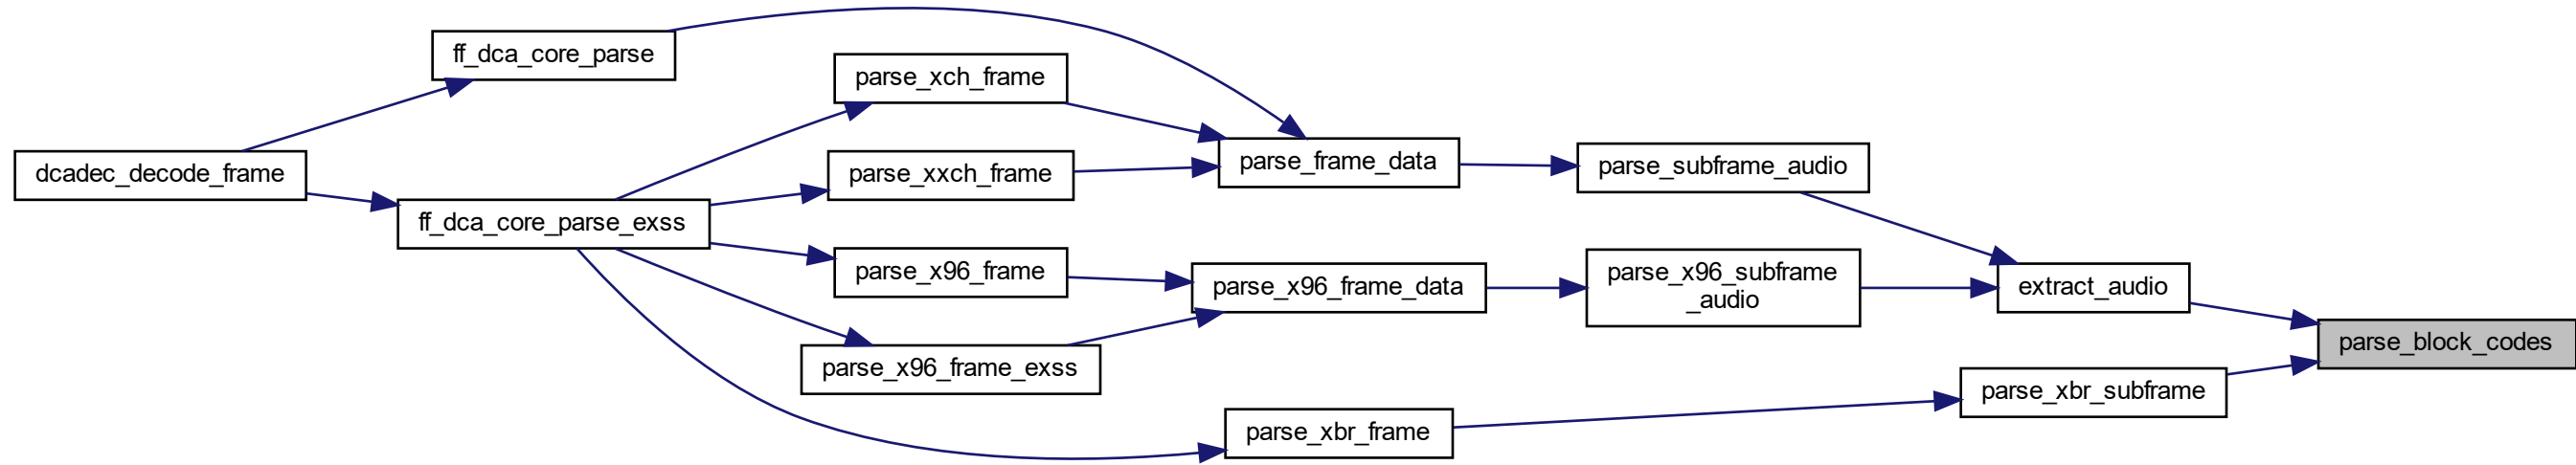 ff_dca_core_parse
parse_xch_frame
parse_frame_data
parse_subframe_audio
dcadec_decode_frame
parse_xxch_frame
ff_dca_core_parse_exss
parse_x96_frame
parse_x96_frame_data
parse_x96_subframe
_audio
extract_audio
parse_block_codes
parse_x96_frame_exss
parse_xbr_subframe
parse_xbr_frame